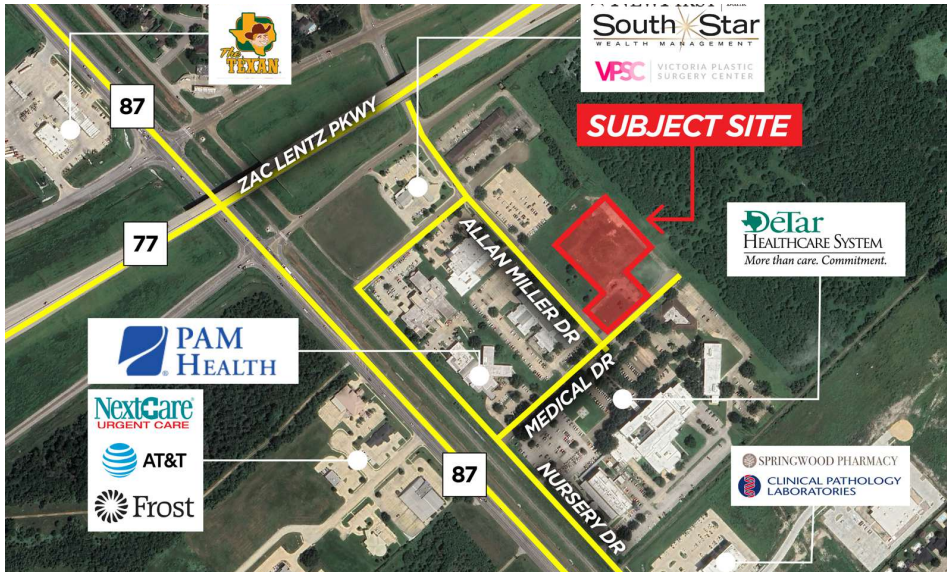 The
TEXAN
NEWFIRST | Bank
South Star
WEALTH MANAGEMENT
VPSC | VICTORIA PLASTIC
SURGERY CENTER
87
ZAC LENTZ PKWY
SUBJECT SITE
77
ALLAN MILLER DR
DeTar
HEALTHCARE SYSTEM
More than care. Commitment.
PAM
HEALTH
MEDICAL DR
NextCare
URGENT CARE
AT&T
Frost
87
NURSERY DR
SPRINGWOOD PHARMACY
CLINICAL PATHOLOGY
LABORATORIES